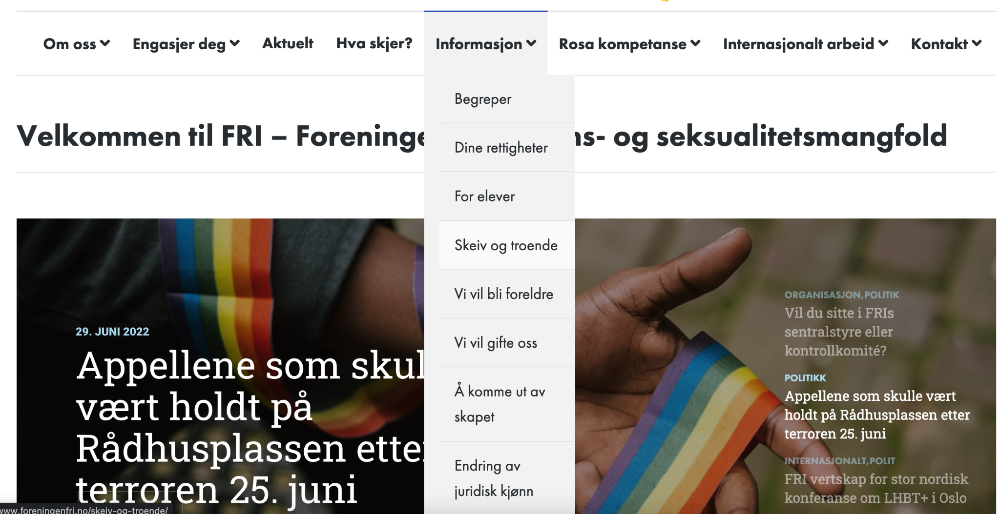 Om oss
Engasjer deg
Aktuelt
Hva skjer?
Informasjon
Rosa kompetanse
Internasjonalt arbeid
Kontakt
Begreper
Dine rettigheter
For elever
Skeiv og troende
Vi vil bli foreldre
Vi vil gifte oss
Å komme ut av
skapet
Endring av
juridisk kjønn
Velkommen til FRI – Foreninge ns- og seksualitetsmangfold
29. JUNI 2022
Appellene som skul
vært holdt på
Rådhusplassen ette
terroren 25. juni
ORGANISASJON,POLITIK
Vil du sitte i FRIs
sentralstyre eller
kontrollkomité?
POLITIKK
Appellene som skulle vært
holdt på Rådhusplassen etter
terroren 25. juni
INTERNASJONALT,POLIT
FRI vertskap for stor nordisk
konferanse om LHBT+ i Oslo
www.foreningenfri.no/skeiv-og-troende/